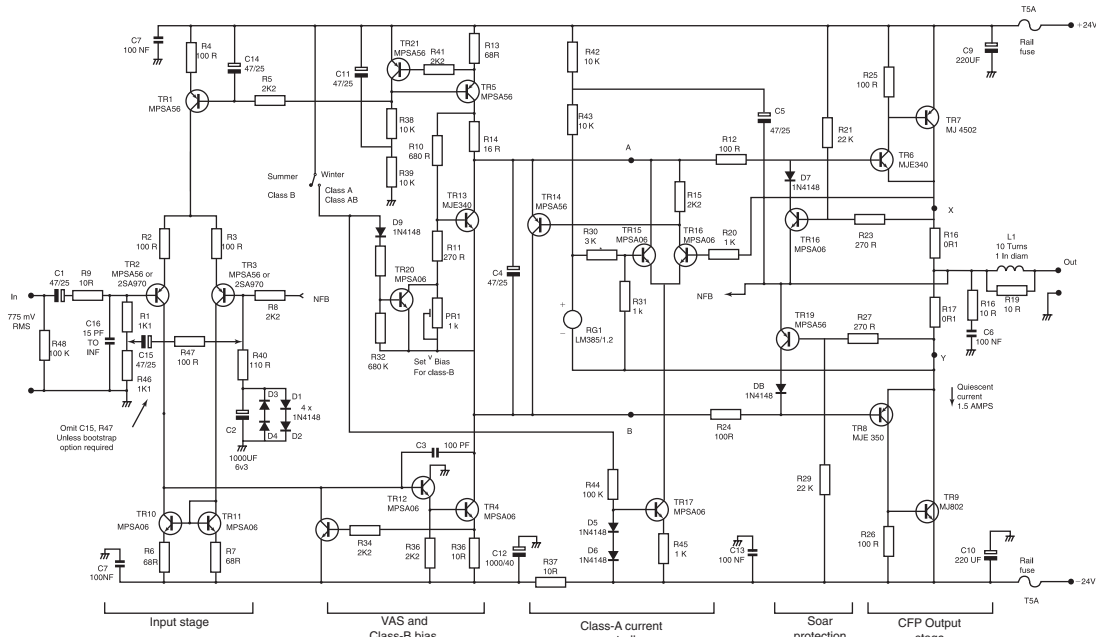 T5A
+24V
Rail
fuse
C7
100 NF
R4
100 R
C14
47/25
R5
2K2
TR1
MPSA56
TR21
MPSA56
R41
2K2
R13
68R
C11
47/25
TR5
MPSA56
R38
10 K
R10
680 R
R14
16 R
R39
10 K
R42
10 K
R43
10 K
C5
47/25
R21
22 K
R25
100 R
C9
220UF
TR7
MJ 4502
TR6
MJE340
A
R12
100 R
D7
1N4148
Summer
Winter
Class B
Class A
Class AB
TR13
MJE340
TR14
MPSA56
R15
2K2
R30
3 K
TR15
MPSA06
TR16
MPSA06
R20
1 K
TR16
MPSA06
R23
270 R
X
R16
0R1
L1
10 Turns
1 In diam
Out
R2
100 R
R3
100 R
D9
1N4148
R11
270 R
TR20
MPSA06
C4
47/25
R31
1 k
NFB
R17
0R1
R16
10 R
R19
10 R
C6
100 NF
In
C1
47/25
R9
10R
TR2
MPSA56 or
2SA970
TR3
MPSA56 or
2SA970
NFB
R8
2K2
775 mV
RMS
R48
100 K
C16
15 PF
TO
INF
R1
1K1
C15
47/25
R47
100 R
R40
110 R
R46
1K1
PR1
1 k
R32
680 K
Set V Bias
For class-B
+
−
RG1
LM385/1.2
TR19
MPSA56
R27
270 R
Y
D3
D1
4 x
1N4148
D4
D2
C2
1000UF
6v3
Omit C15, R47
Unless bootstrap
option required
DB
1N4148
B
R24
100R
Quiescent
current
1.5 AMPS
TR8
MJE 350
C3
100 PF
R44
100 K
R29
22 K
TR12
MPSA06
TR4
MPSA06
TR17
MPSA06
TR9
MJ802
TR10
MPSA06
TR11
MPSA06
R34
2K2
R36
2K2
R36
10R
D5
1N4148
D6
1N4148
R45
1 K
R26
100 R
R6
68R
R7
68R
C7
100NF
C12
1000/40
R37
10R
C13
100 NF
C10
220 UF
Rail
fuse
−24V
T5A
Input stage
VAS and
Class-B bias
Class-A current
Soar
protection
CFP Output
stage